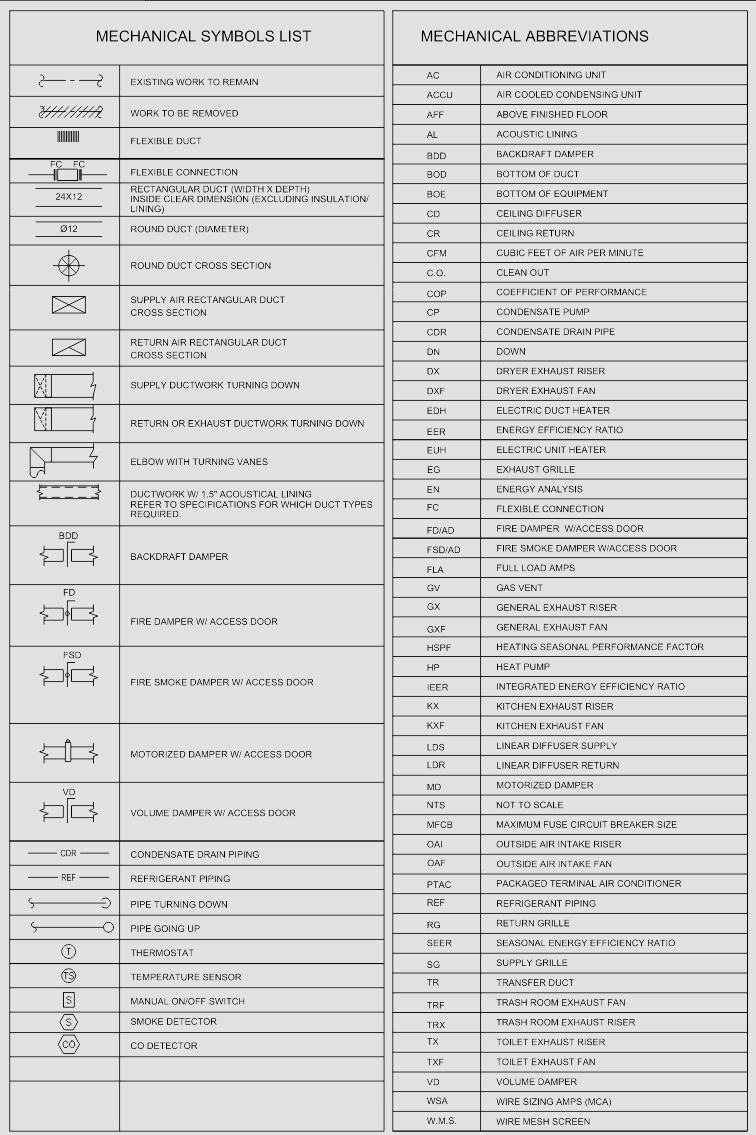 MECHANICAL SYMBOLS LIST
EXISTING WORK TO REMAIN
WORK TO BE REMOVED
FLEXIBLE DUCT
FC FC
FLEXIBLE CONNECTION
24X12
RECTANGULAR DUCT (WIDTH X DEPTH)
INSIDE CLEAR DIMENSION (EXCLUDING INSULATION/
LINING)
Ø12
ROUND DUCT (DIAMETER)
ROUND DUCT CROSS SECTION
SUPPLY AIR RECTANGULAR DUCT
CROSS SECTION
RETURN AIR RECTANGULAR DUCT
CROSS SECTION
SUPPLY DUCTWORK TURNING DOWN
RETURN OR EXHAUST DUCTWORK TURNING DOWN
ELBOW WITH TURNING VANES
DUCTWORK W/ 1.5" ACOUSTICAL LINING
REFER TO SPECIFICATIONS FOR WHICH DUCT TYPES
REQUIRED.
BDD
BACKDRAFT DAMPER
FD
FIRE DAMPER W/ ACCESS DOOR
FSD
FIRE SMOKE DAMPER W/ ACCESS DOOR
MOTORIZED DAMPER W/ ACCESS DOOR
VD
VOLUME DAMPER W/ ACCESS DOOR
CDR
CONDENSATE DRAIN PIPING
REF
REFRIGERANT PIPING
PIPE TURNING DOWN
PIPE GOING UP
T
THERMOSTAT
TS
TEMPERATURE SENSOR
S
MANUAL ON/OFF SWITCH
S
SMOKE DETECTOR
CO
CO DETECTOR
MECHANICAL ABBREVIATIONS
AC AIR CONDITIONING UNIT
ACCU AIR COOLED CONDENSING UNIT
AFF ABOVE FINISHED FLOOR
AL ACOUSTIC LINING
BDD BACKDRAFT DAMPER
BOD BOTTOM OF DUCT
BOE BOTTOM OF EQUIPMENT
CD CEILING DIFFUSER
CR CEILING RETURN
CFM CUBIC FEET OF AIR PER MINUTE
C.O. CLEAN OUT
COP COEFFICIENT OF PERFORMANCE
CP CONDENSATE PUMP
CDR CONDENSATE DRAIN PIPE
DN DOWN
DX DRYER EXHAUST RISER
DXF DRYER EXHAUST FAN
EDH ELECTRIC DUCT HEATER
EER ENERGY EFFICIENCY RATIO
EUH ELECTRIC UNIT HEATER
EG EXHAUST GRILLE
EN ENERGY ANALYSIS
FC FLEXIBLE CONNECTION
FD/AD FIRE DAMPER W/ACCESS DOOR
FSD/AD FIRE SMOKE DAMPER W/ACCESS DOOR
FLA FULL LOAD AMPS
GV GAS VENT
GX GENERAL EXHAUST RISER
GXF GENERAL EXHAUST FAN
HSPF HEATING SEASONAL PERFORMANCE FACTOR
HP HEAT PUMP
IEER INTEGRATED ENERGY EFFICIENCY RATIO
KX KITCHEN EXHAUST RISER
KXF KITCHEN EXHAUST FAN
LDS LINEAR DIFFUSER SUPPLY
LDR LINEAR DIFFUSER RETURN
MD MOTORIZED DAMPER
NTS NOT TO SCALE
MFCB MAXIMUM FUSE CIRCUIT BREAKER SIZE
OAI OUTSIDE AIR INTAKE RISER
OAF OUTSIDE AIR INTAKE FAN
PTAC PACKAGED TERMINAL AIR CONDITIONER
REF REFRIGERANT PIPING
RG RETURN GRILLE
SEER SEASONAL ENERGY EFFICIENCY RATIO
SG SUPPLY GRILLE
TR TRANSFER DUCT
TRF TRASH ROOM EXHAUST FAN
TRX TRASH ROOM EXHAUST RISER
TX TOILET EXHAUST RISER
TXF TOILET EXHAUST FAN
VD VOLUME DAMPER
WSA WIRE SIZING AMPS (MCA)
W.M.S. WIRE MESH SCREEN